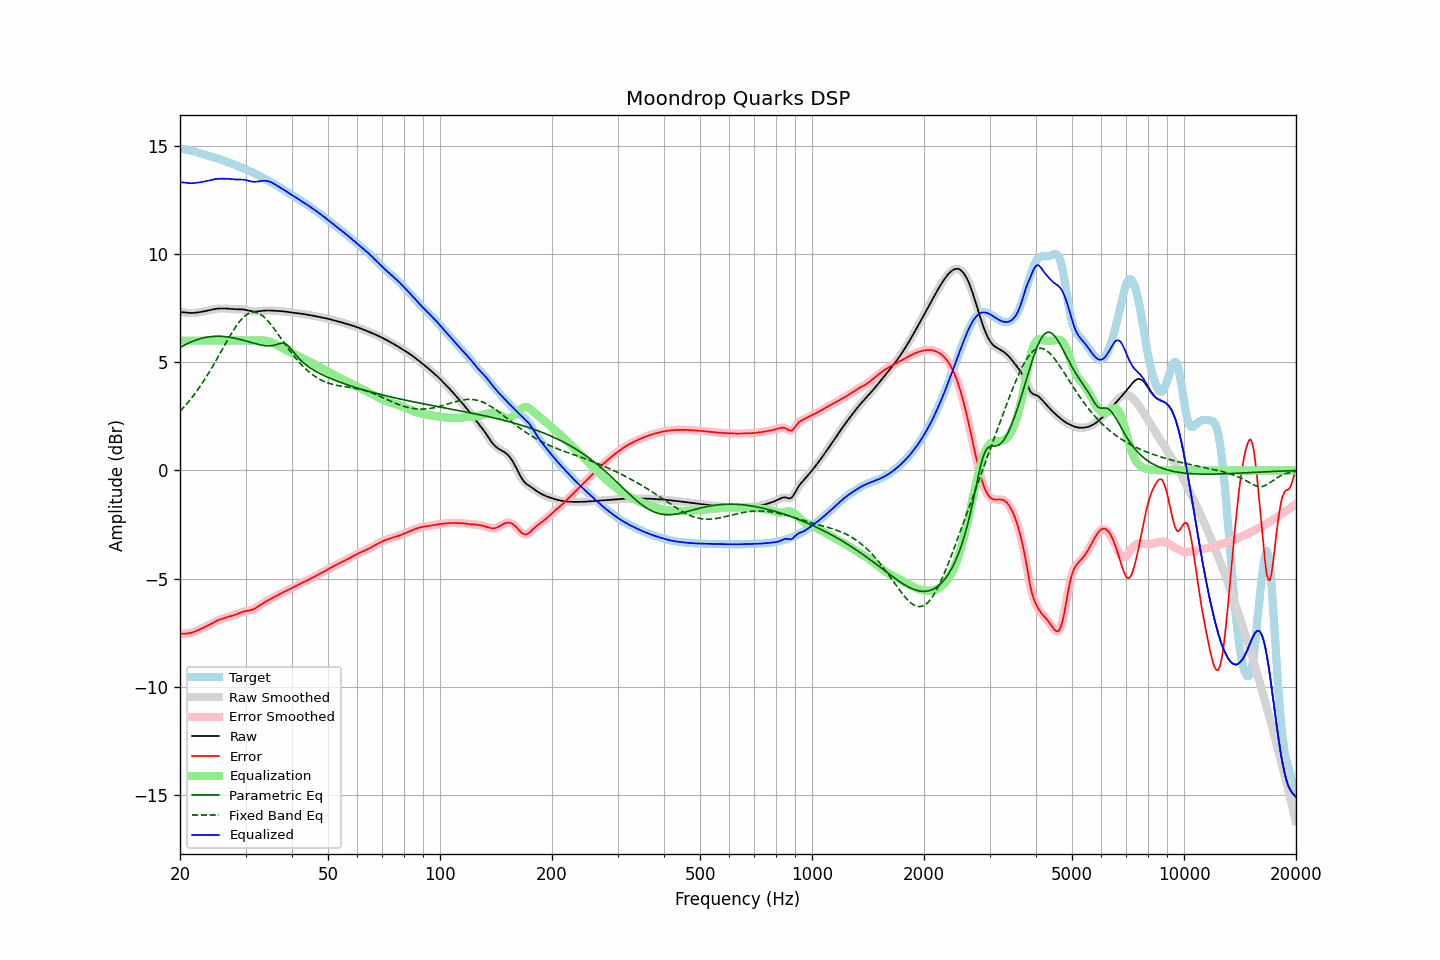 Moondrop Quarks DSP
Amplitude (dBr)
15
10
5
0
−5
−10
−15
Target
Raw Smoothed
Error Smoothed
Raw
Error
Equalization
Parametric Eq
Fixed Band Eq
Equalized
20 50 100 200 500 1000 2000 5000 10000 20000
Frequency (Hz)